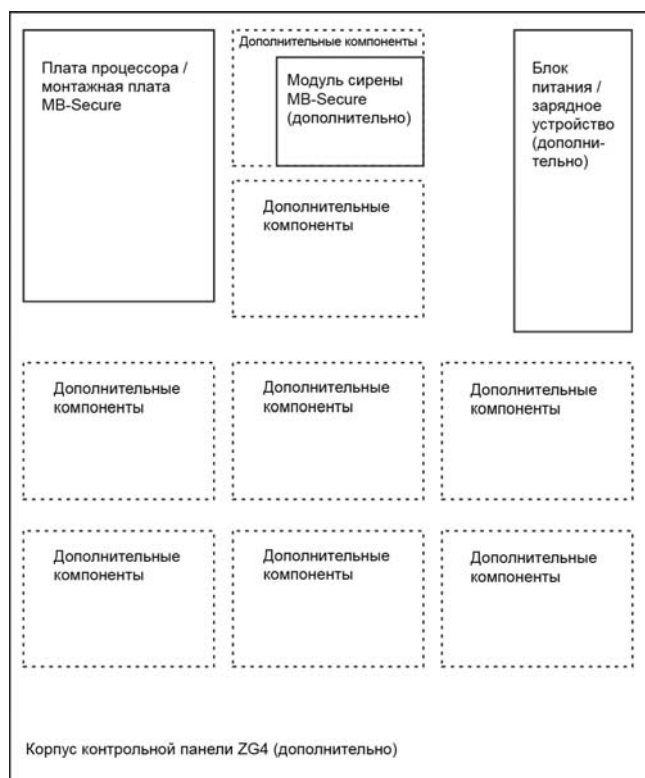 Плата процессора /
монтажная плата
MB-Secure
Дополнительные компоненты
Модуль сирены
MB-Secure
(дополнительно)
Блок
питания /
зарядное
устройство
(дополни-
тельно)
Дополнительные
компоненты
Дополнительные
компоненты
Дополнительные
компоненты
Дополнительные
компоненты
Дополнительные
компоненты
Дополнительные
компоненты
Дополнительные
компоненты
Корпус контрольной панели ZG4 (дополнительно)